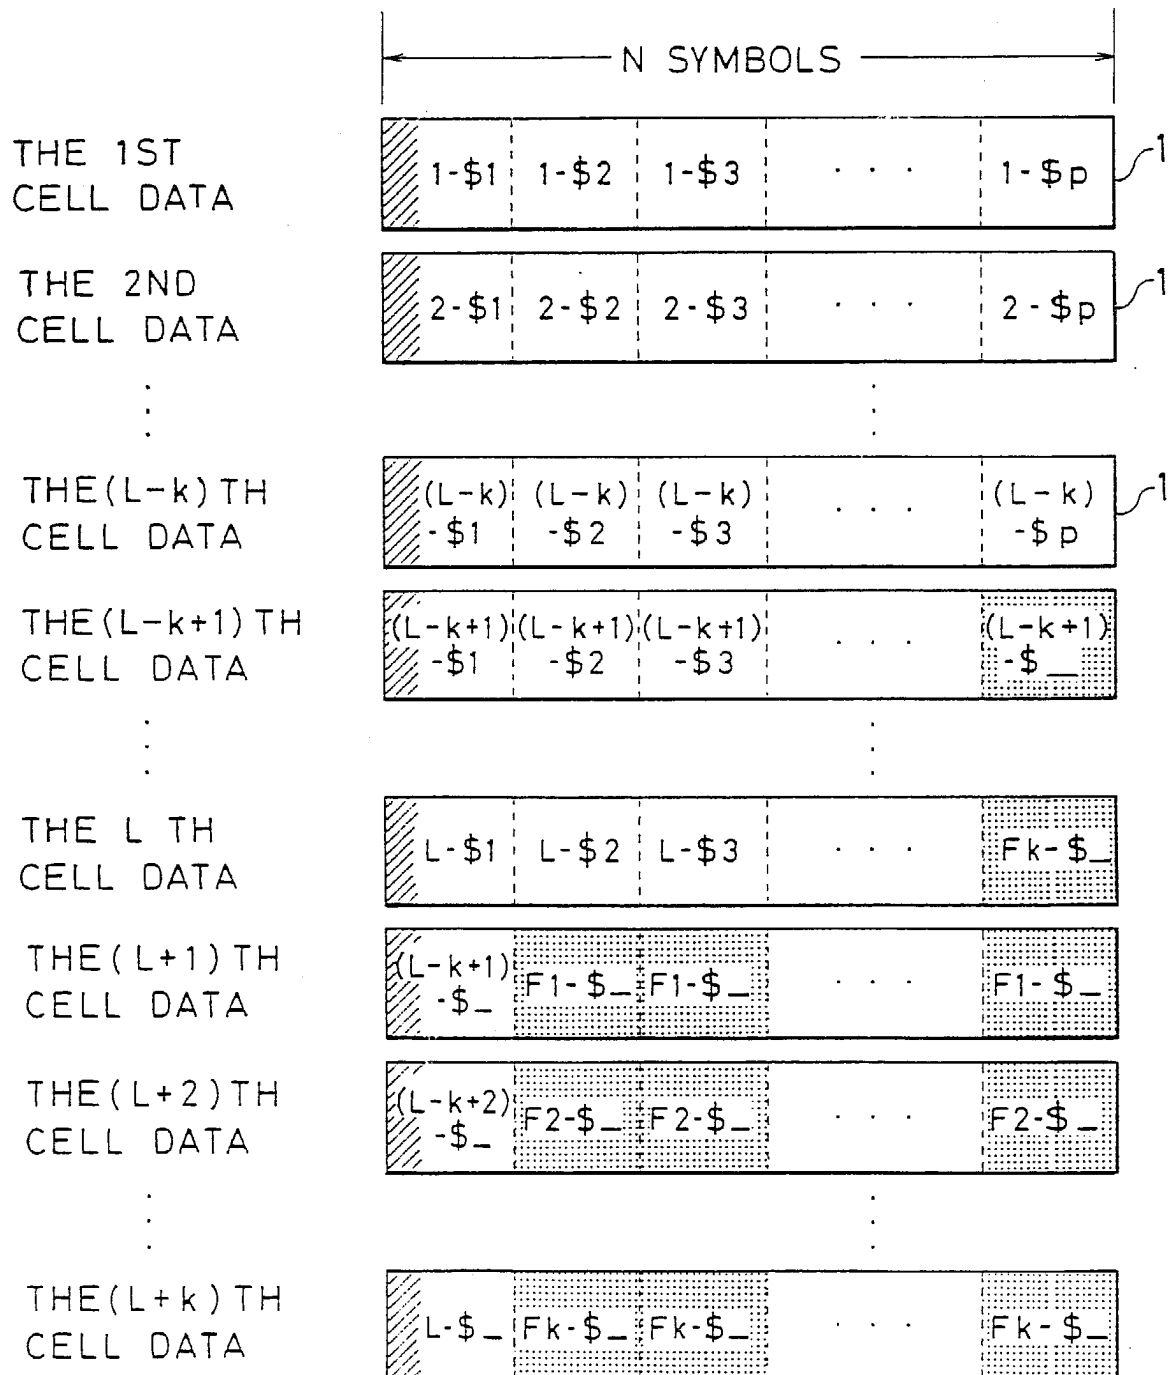 N SYMBOLS
THE 1ST
CELL DATA
1-$1 1-$2 1-$3 · · · 1-$p
1
THE 2ND
CELL DATA
2-$1 2-$2 2-$3 · · · 2-$p
1
THE(L-k)TH
CELL DATA
(L-k) (L-k) (L-k) · · · (L-k)
-$1 -$2 -$3 -$p
1
THE(L-k+1)TH
CELL DATA
(L-k+1) (L-k+1) (L-k+1) · · · (L-k+1)
-$1 -$2 -$3 -$_
THE L TH
CELL DATA
L-$1 L-$2 L-$3 · · · Fk-$_
THE(L+1)TH
CELL DATA
(L-k+1)
-$_ F1-$_ F1-$_ · · · F1-$_
THE(L+2)TH
CELL DATA
(L-k+2)
-$_ F2-$_ F2-$_ · · · F2-$_
THE(L+k)TH
CELL DATA
L-$_ Fk-$_ Fk-$_ · · · Fk-$_